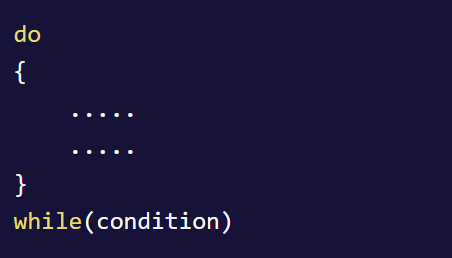 do
{
    .....
    .....
}
while(condition)